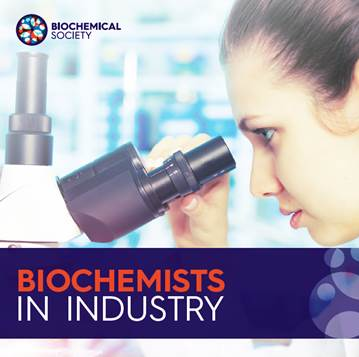 BIOCHEMICAL
SOCIETY
BIOCHEMISTS
IN INDUSTRY